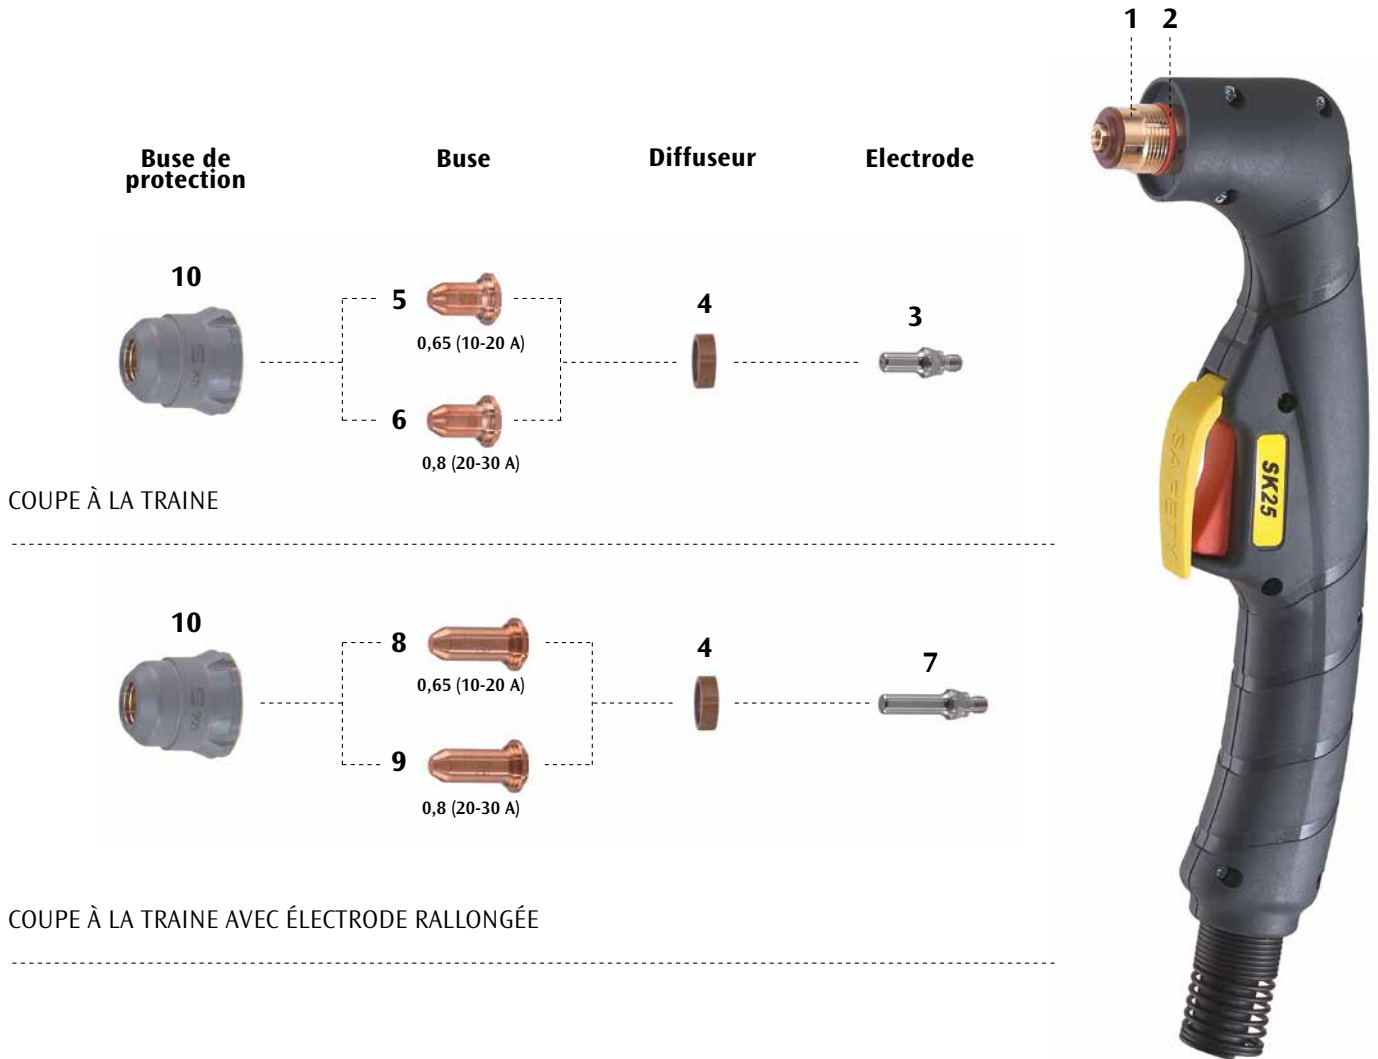 1 2
Buse de
protection
Buse
Diffuseur
Electrode
10
5
0,65 (10-20 A)
4
3
6
0,8 (20-30 A)
COUPE À LA TRAINE
SAFETY
SK25
10
8
0,65 (10-20 A)
4
7
9
0,8 (20-30 A)
COUPE À LA TRAINE AVEC ÉLECTRODE RALLONGÉE